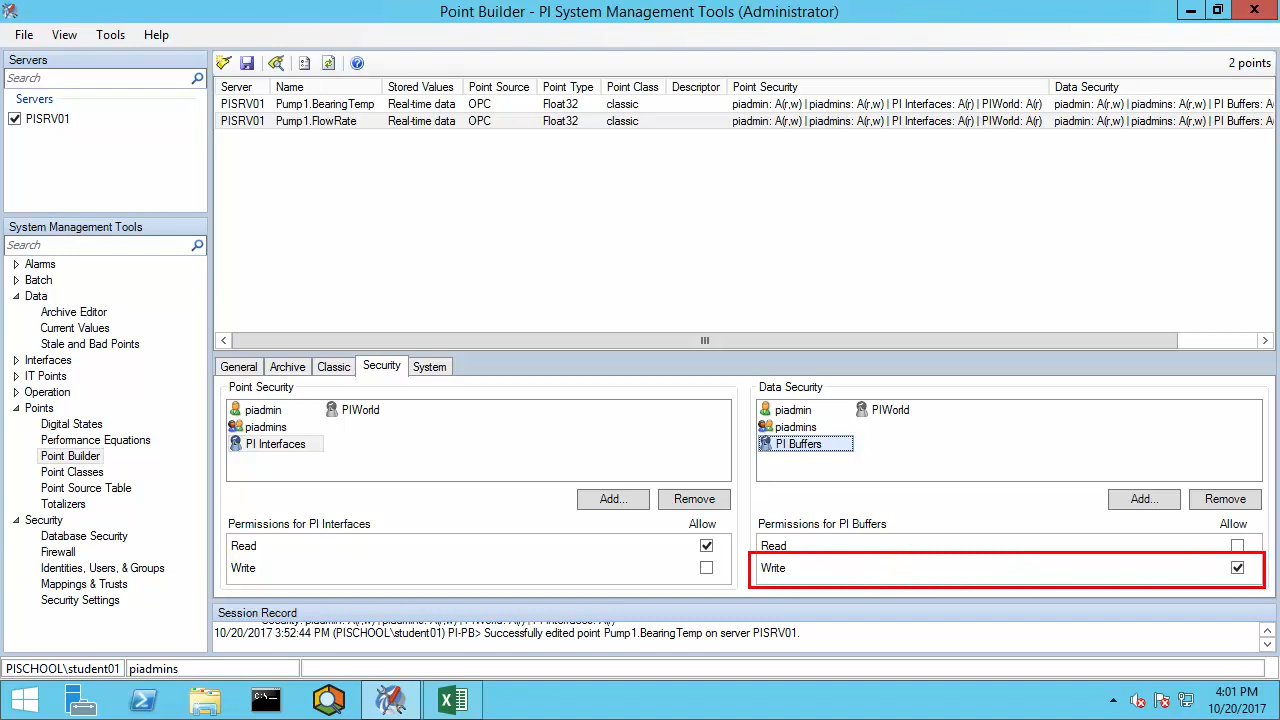 Point Builder - PI System Management Tools (Administrator)
File View Tools Help
Servers
Search
Servers
PISRV01
2 points
Server Name Stored Values Point Source Point Type Point Class Descriptor Point Security Data Security
PISRV01 Pump1.BearingTemp Real-time data OPC Float32 classic piadmin: A(r,w) | piadmins: A(r,w) | PI Interfaces: A(r) | PIWorld: A(r) piadmin: A(r,w) | piadmins: A(r,w) | PI Buffers: A
PISRV01 Pump1.FlowRate Real-time data OPC Float32 classic piadmin: A(r,w) | piadmins: A(r,w) | PI Interfaces: A(r) | PIWorld: A(r) piadmin: A(r,w) | piadmins: A(r,w) | PI Buffers: A(
System Management Tools
Search
Alarms
Batch
Data
Archive Editor
Current Values
Stale and Bad Points
Interfaces
IT Points
Operation
Points
Digital States
Performance Equations
Point Builder
Point Classes
Point Source Table
Totalizers
Security
Database Security
Firewall
Identities, Users, & Groups
Mappings & Trusts
Security Settings
General Archive Classic Security System
Point Security
piadmin PIWorld
piadmins
PI Interfaces
Add... Remove
Permissions for PI Interfaces Allow
Read
Write
Data Security
piadmin PIWorld
piadmins
PI Buffers
Add... Remove
Permissions for PI Buffers Allow
Read
Write
Session Record
10/20/2017 3:52:44 PM (PISCHOOL\student01) PI-PB> Successfully edited point Pump1.BearingTemp on server PISRV01.
PISCHOOL\student01 piadmins
4:01 PM
10/20/2017